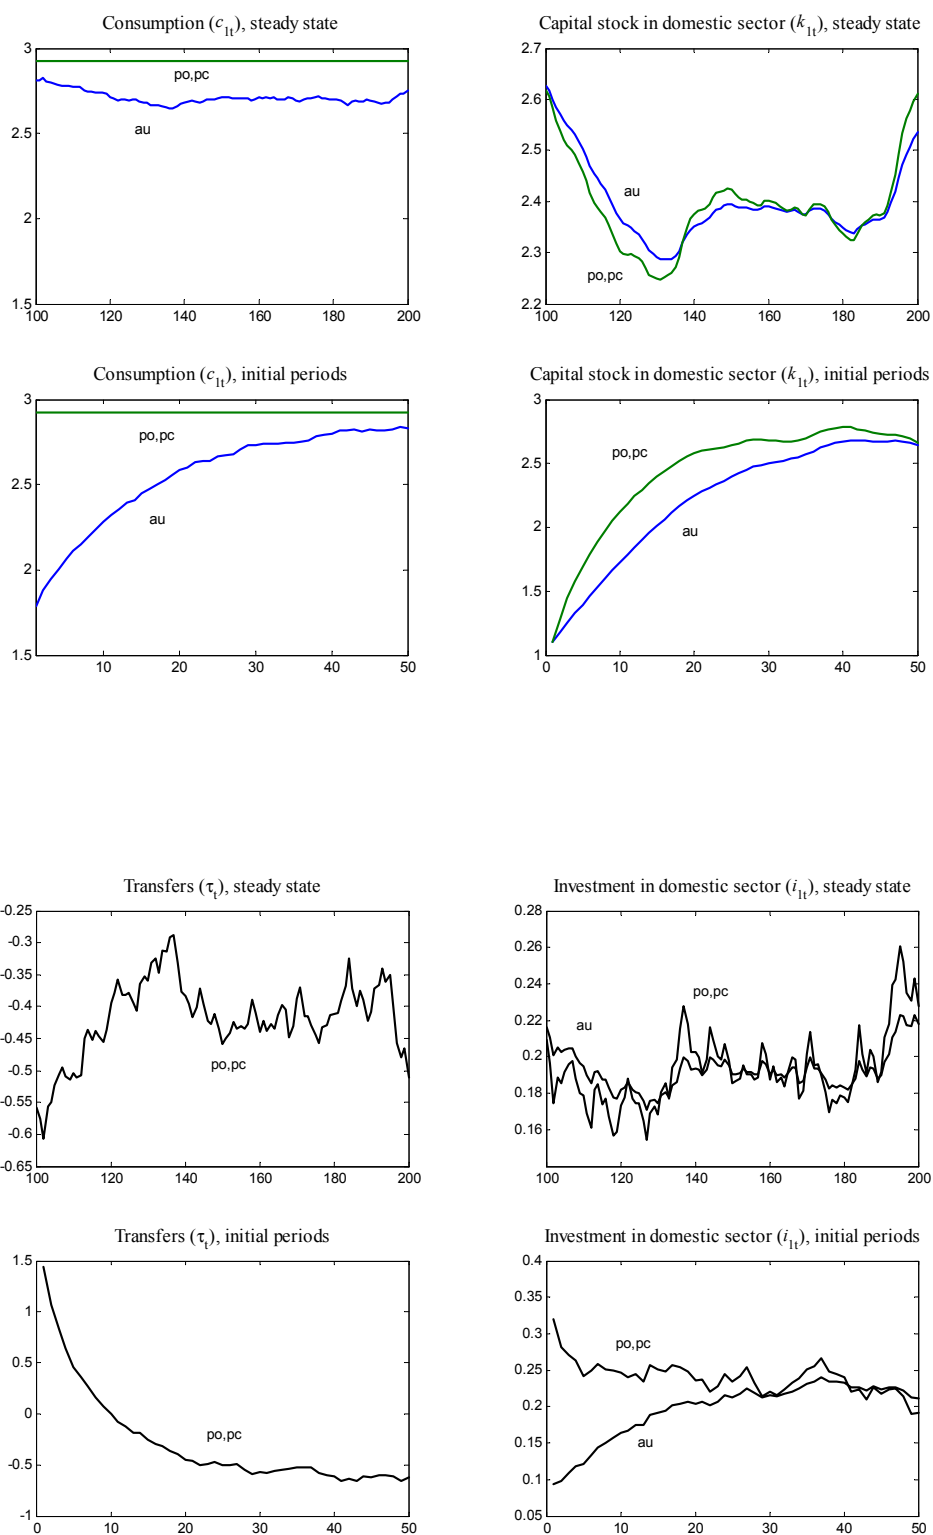 Consumption (c1t), steady state
3
2.5
2
1.5
po,pc
au
100 120 140 160 180 200
Capital stock in domestic sector (k1t), steady state
2.7
2.6
2.5
2.4
2.3
2.2
au
po,pc
100 120 140 160 180 200
Consumption (c1t), initial periods
3
2.5
2
1.5
po,pc
au
10 20 30 40 50
Capital stock in domestic sector (k1t), initial periods
3
2.5
2
1.5
1
po,pc
au
0 10 20 30 40 50
Transfers (τt), steady state
-0.25
-0.3
-0.35
-0.4
-0.45
-0.5
-0.55
-0.6
-0.65
po,pc
100 120 140 160 180 200
Investment in domestic sector (i1t), steady state
0.28
0.26
0.24
0.22
0.2
0.18
0.16
po,pc
au
100 120 140 160 180 200
Transfers (τt), initial periods
1.5
1
0.5
0
-0.5
-1
po,pc
0 10 20 30 40 50
Investment in domestic sector (i1t), initial periods
0.4
0.35
0.3
0.25
0.2
0.15
0.1
0.05
po,pc
au
0 10 20 30 40 50